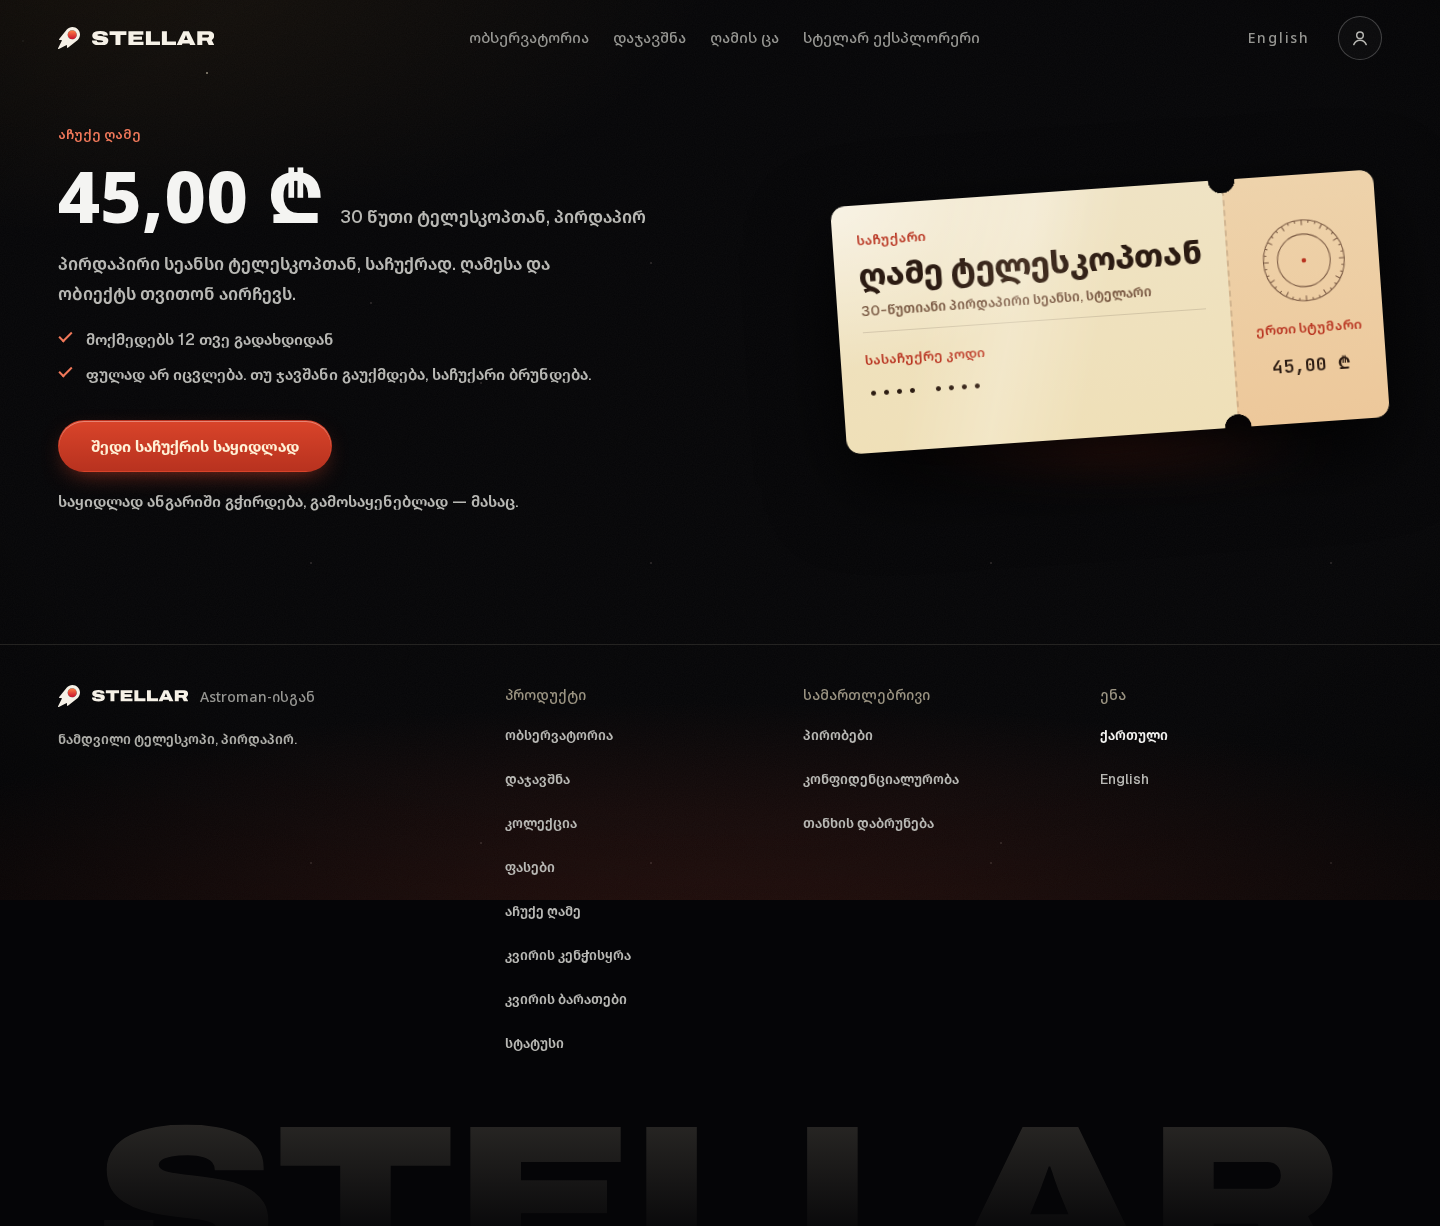 STELLAR
ობსერვატორია
დაჯავშნა
ღამის ცა
სტელარ ექსპლორერი
English
აჩუქე ღამე
45,00 ₾
30 წუთი ტელესკოპთან, პირდაპირ
პირდაპირი სეანსი ტელესკოპთან, საჩუქრად. ღამესა და
ობიექტს თვითონ აირჩევს.
მოქმედებს 12 თვე გადახდიდან
ფულად არ იცვლება. თუ ჯავშანი გაუქმდება, საჩუქარი ბრუნდება.
შედი საჩუქრის საყიდლად
საყიდლად ანგარიში გჭირდება, გამოსაყენებლად — მასაც.
საჩუქარი
ღამე ტელესკოპთან
30-წუთიანი პირდაპირი სეანსი, სტელარი
სასაჩუქრე კოდი
•••• ••••
ერთი სტუმარი
45,00 ₾
STELLAR Astroman-ისგან
ნამდვილი ტელესკოპი, პირდაპირ.
პროდუქტი
ობსერვატორია
დაჯავშნა
კოლექცია
ფასები
აჩუქე ღამე
კვირის კენჭისყრა
კვირის ბარათები
სტატუსი
სამართლებრივი
პირობები
კონფიდენციალურობა
თანხის დაბრუნება
ენა
ქართული
English
STELLAR